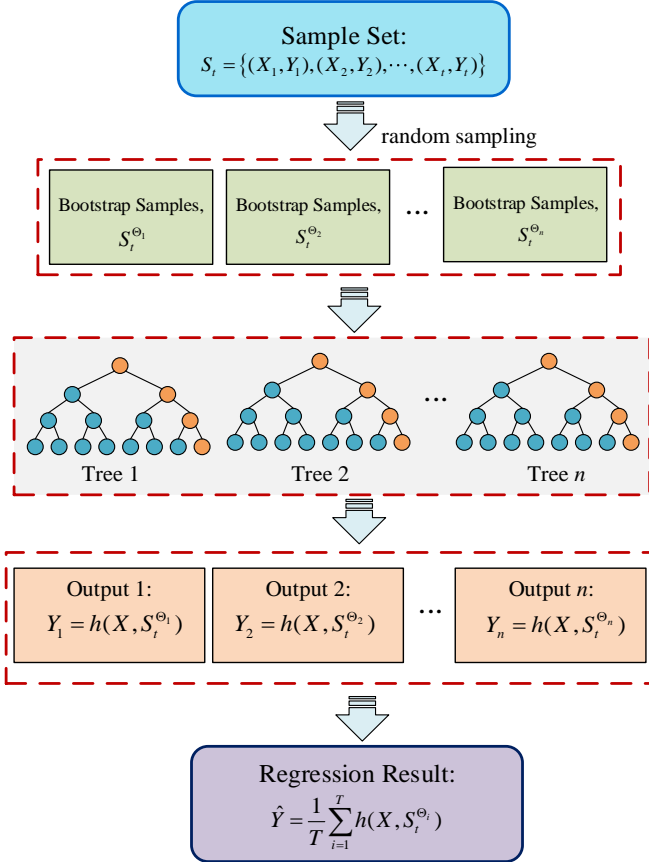 Sample Set:
S_t = {(X_1, Y_1), (X_2, Y_2), ⋯, (X_t, Y_t)}
random sampling
Bootstrap Samples,
S_t^{Θ_1}
Bootstrap Samples,
S_t^{Θ_2}
...
Bootstrap Samples,
S_t^{Θ_n}
...
Tree 1
Tree 2
Tree n
Output 1:
Y_1 = h(X, S_t^{Θ_1})
Output 2:
Y_2 = h(X, S_t^{Θ_2})
...
Output n:
Y_n = h(X, S_t^{Θ_n})
Regression Result:
Ŷ = \frac{1}{T} \sum_{i=1}^{T} h(X, S_t^{Θ_i})